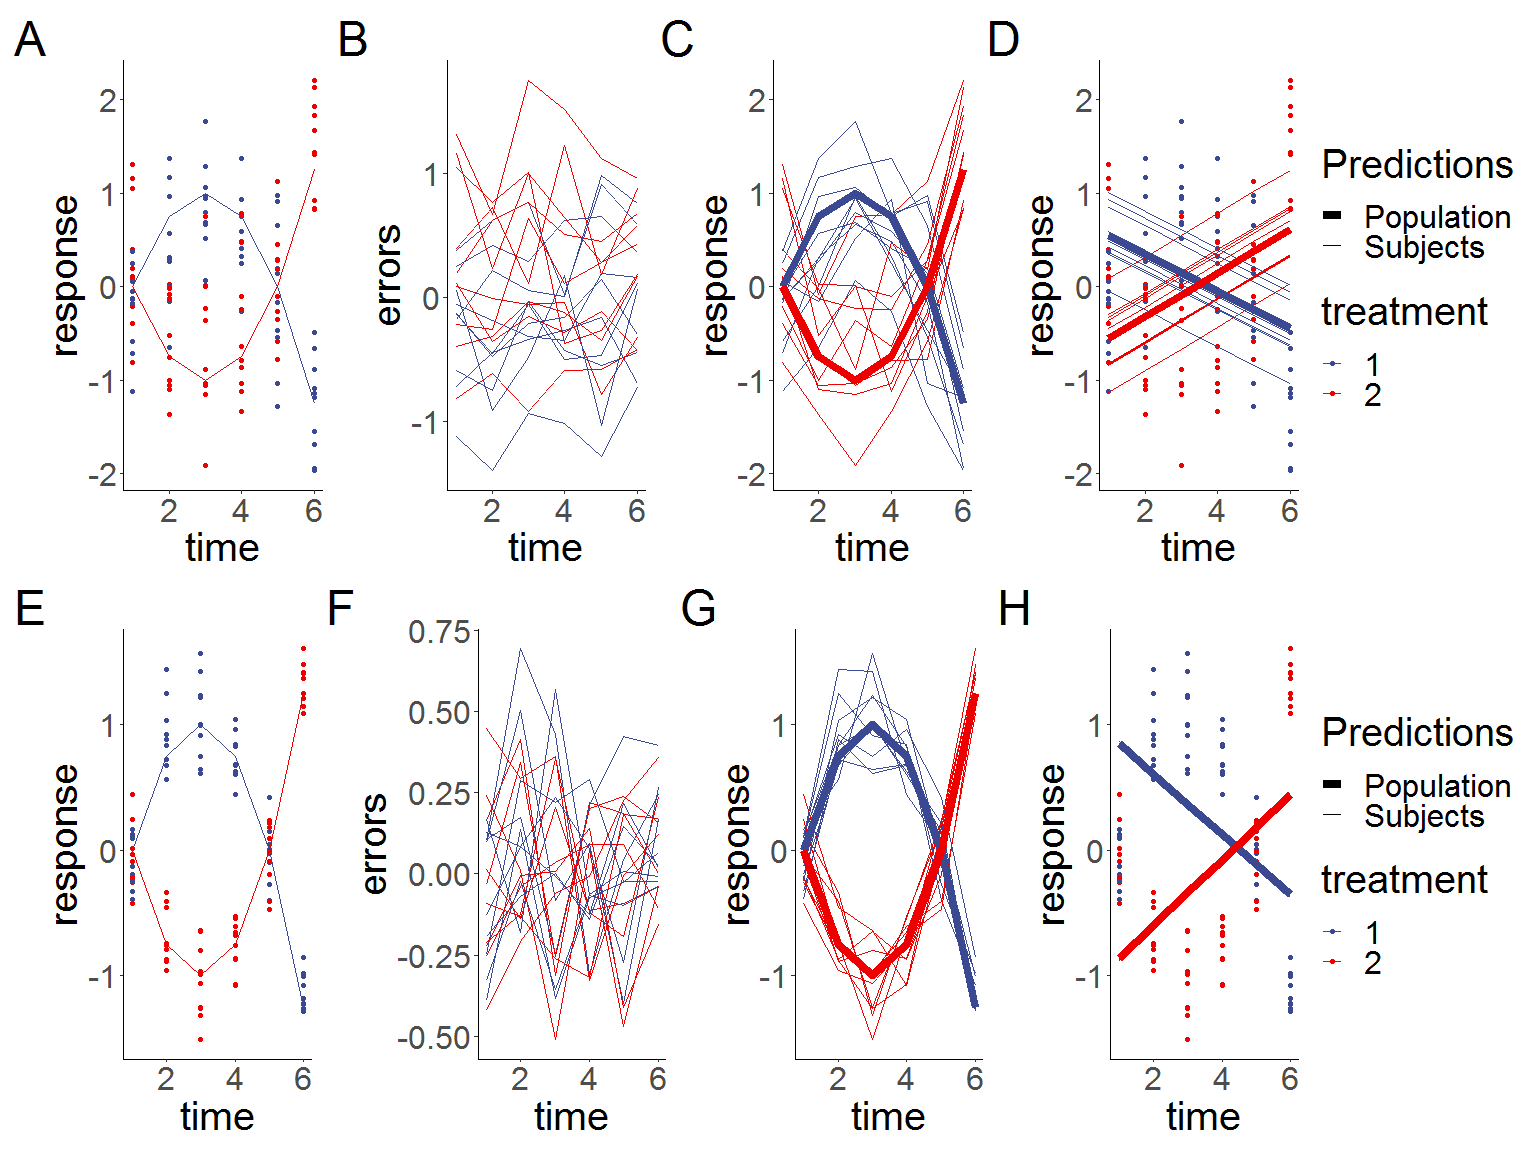 A
B
C
D
response
2
1
0
-1
-2
2
4
6
time
errors
1
0
-1
2
4
6
time
response
2
1
0
-1
-2
2
4
6
time
response
2
1
0
-1
-2
2
4
6
time
Predictions
Population
Subjects
treatment
1
2
E
F
G
H
response
1
0
-1
2
4
6
time
errors
0.75
0.50
0.25
0.00
-0.25
-0.50
2
4
6
time
response
1
0
-1
2
4
6
time
response
1
0
-1
2
4
6
time
Predictions
Population
Subjects
treatment
1
2